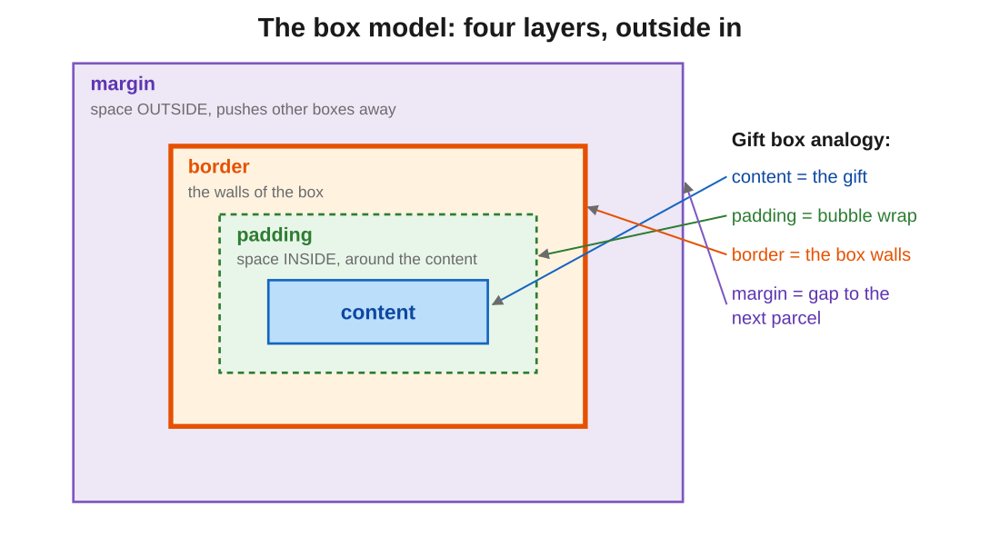 The box model: four layers, outside in
margin
space OUTSIDE, pushes other boxes away
border
the walls of the box
padding
space INSIDE, around the content
content
Gift box analogy:
content = the gift
padding = bubble wrap
border = the box walls
margin = gap to the
next parcel